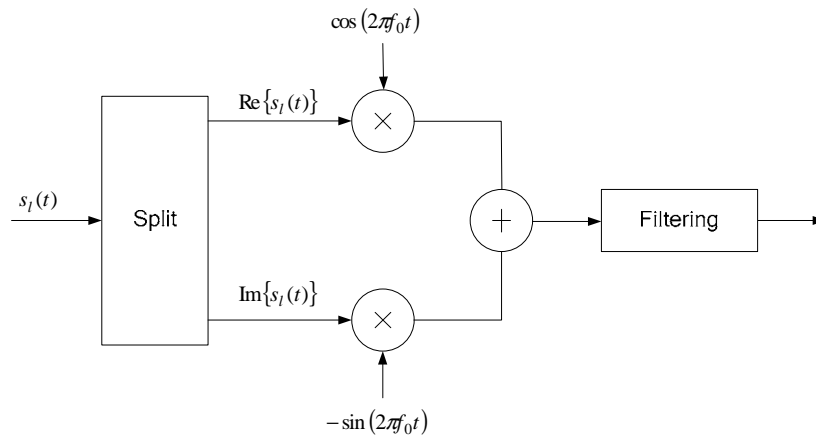 cos(2πf₀t)
Re{sₗ(t)}
×
sₗ(t)
Split
+
Filtering
Im{sₗ(t)}
×
−sin(2πf₀t)